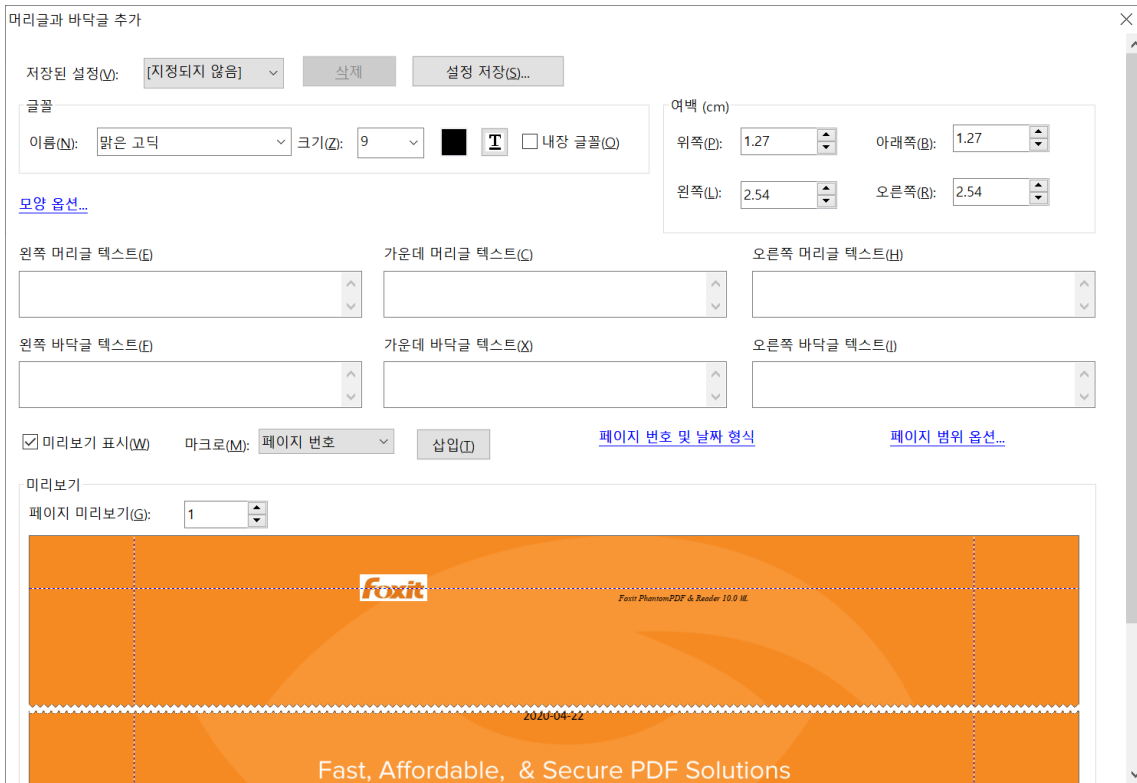 머리글과 바닥글 추가
저장된 설정(V): [지정되지 않음] 삭제 설정 저장(S)...
글꼴
이름(N): 맑은 고딕 크기(Z): 9 T 내장 글꼴(O)
여백 (cm)
위쪽(P): 1.27 아래쪽(B): 1.27
왼쪽(L): 2.54 오른쪽(R): 2.54
모양 옵션...
왼쪽 머리글 텍스트(E) 가운데 머리글 텍스트(C) 오른쪽 머리글 텍스트(H)
왼쪽 바닥글 텍스트(F) 가운데 바닥글 텍스트(X) 오른쪽 바닥글 텍스트(I)
미리보기 표시(W) 마크로(M): 페이지 번호 삽입(T) 페이지 번호 및 날짜 형식 페이지 범위 옵션...
미리보기
페이지 미리보기(G): 1
foxit
Foxit PhantomPDF & Reader 10.0 ML
2020-04-22
Fast, Affordable, & Secure PDF Solutions